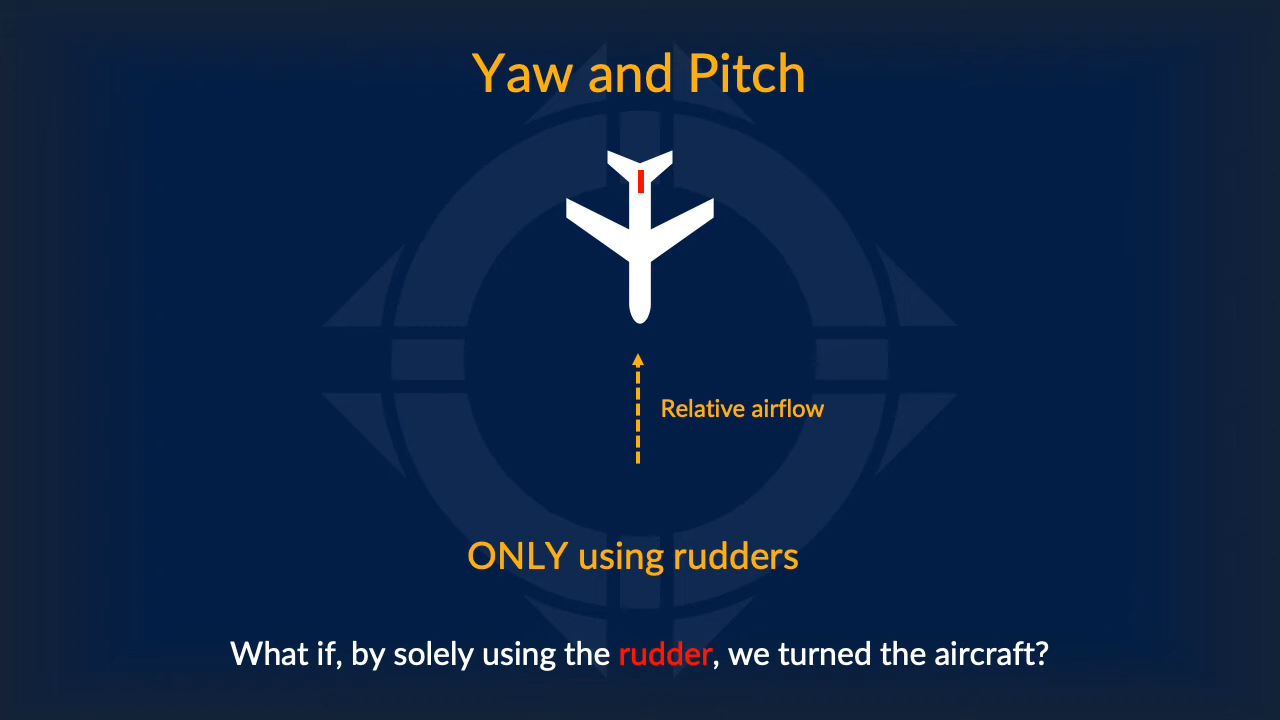 Yaw and Pitch
Relative airflow
ONLY using rudders
What if, by solely using the rudder, we turned the aircraft?